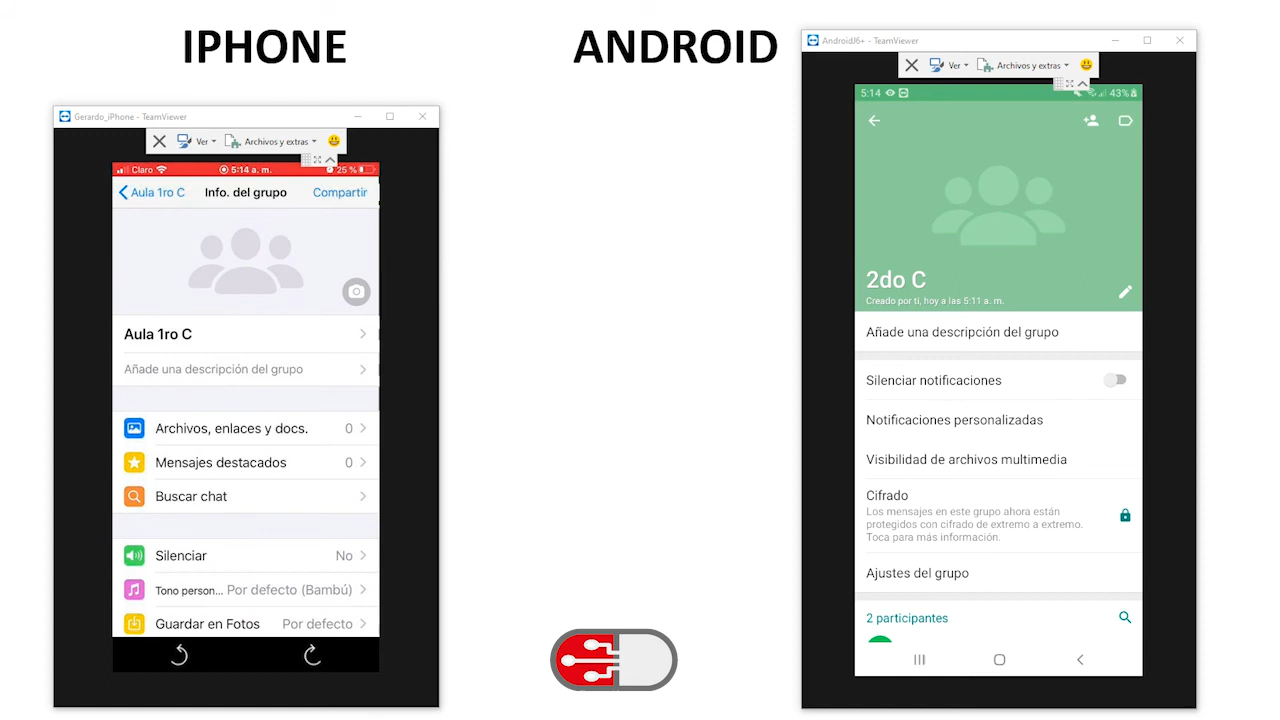 IPHONE
ANDROID
Gerardo_iPhone - TeamViewer
Ver
Archivos y extras
Claro
5:14 a. m.
25 %
Aula 1ro C
Info. del grupo
Compartir
Aula 1ro C
Añade una descripción del grupo
Archivos, enlaces y docs.
0
Mensajes destacados
0
Buscar chat
Silenciar
No
Tono person...
Por defecto (Bambú)
Guardar en Fotos
Por defecto
AndroidJ6+ - TeamViewer
Ver
Archivos y extras
5:14
43%
2do C
Creado por ti, hoy a las 5:11 a. m.
Añade una descripción del grupo
Silenciar notificaciones
Notificaciones personalizadas
Visibilidad de archivos multimedia
Cifrado
Los mensajes en este grupo ahora están
protegidos con cifrado de extremo a extremo.
Toca para más información.
Ajustes del grupo
2 participantes